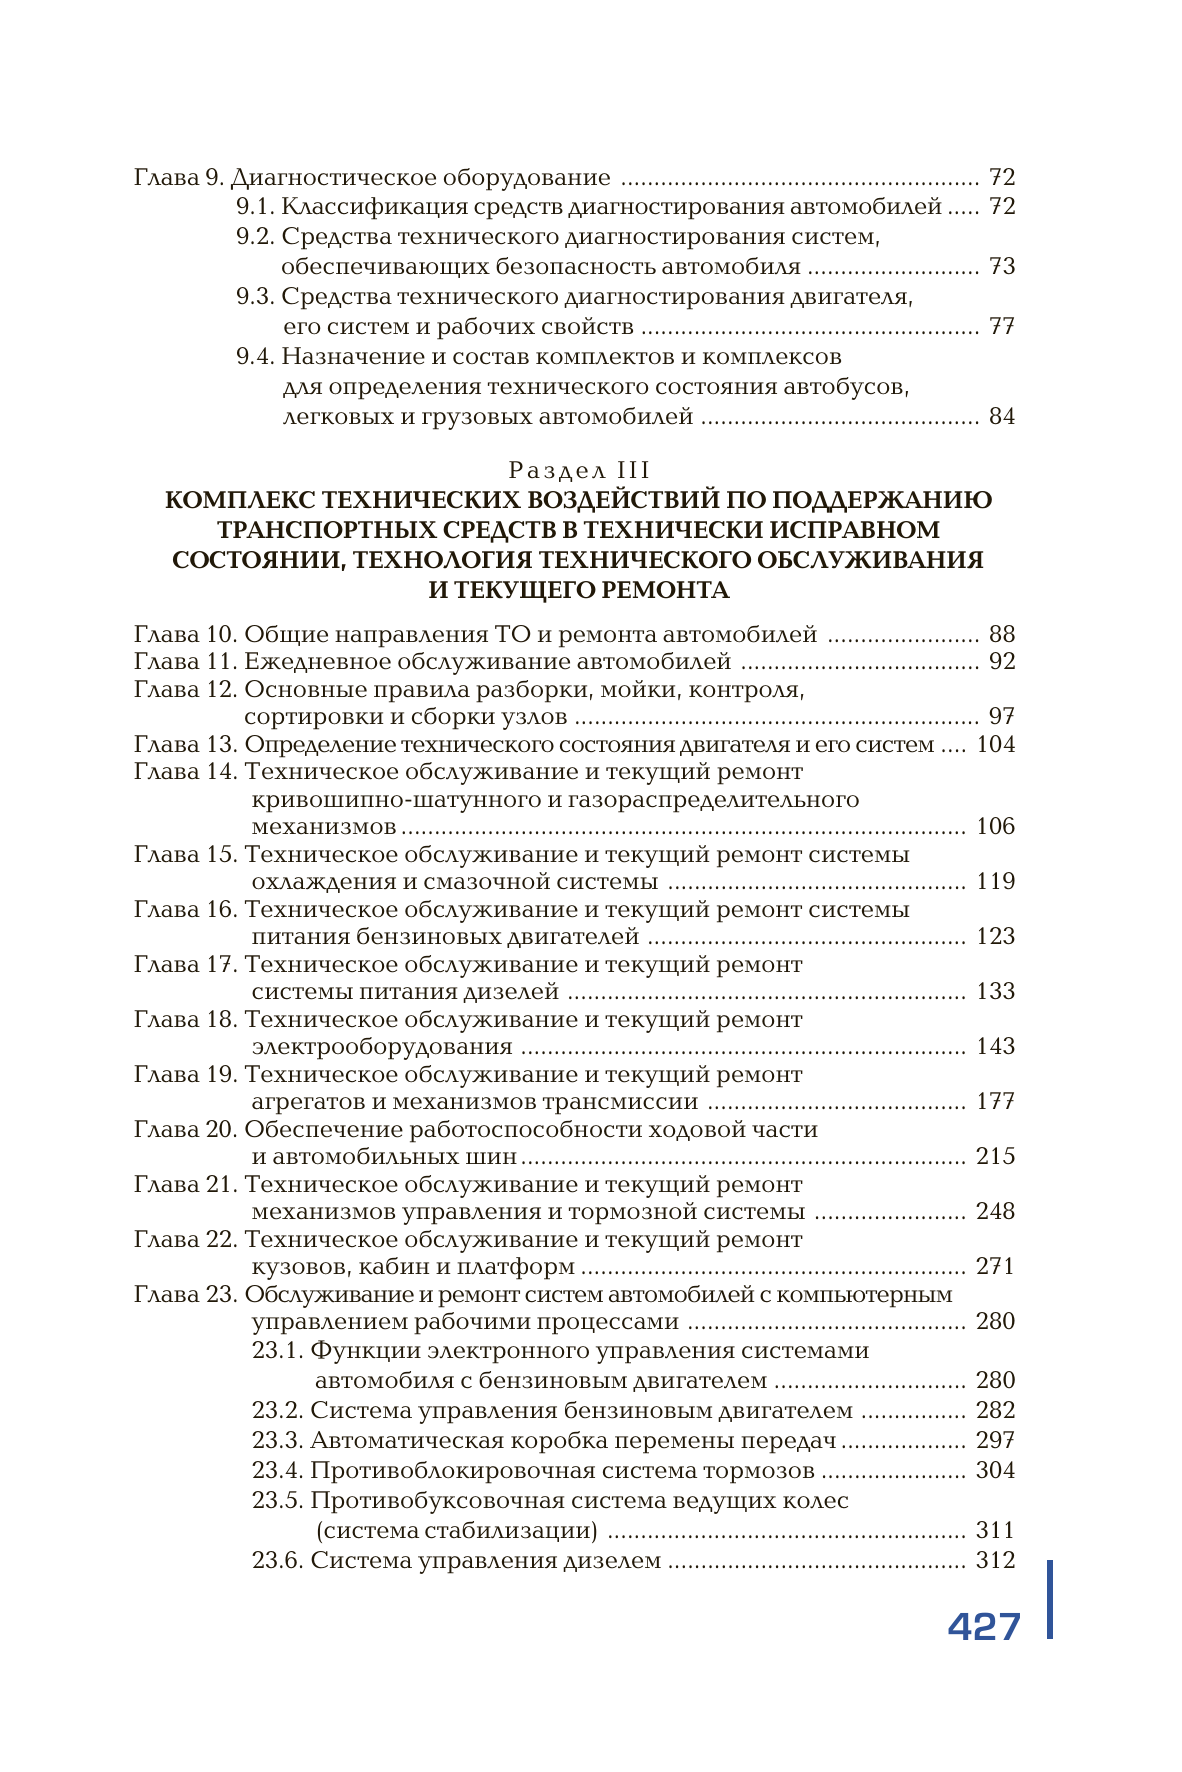 Глава 9. Диагностическое оборудование ...................................................... 72
9.1. Классификация средств диагностирования автомобилей ..... 72
9.2. Средства технического диагностирования систем,
обеспечивающих безопасность автомобиля .......................... 73
9.3. Средства технического диагностирования двигателя,
его систем и рабочих свойств ................................................... 77
9.4. Назначение и состав комплектов и комплексов
для определения технического состояния автобусов,
легковых и грузовых автомобилей .......................................... 84
Раздел III
КОМПЛЕКС ТЕХНИЧЕСКИХ ВОЗДЕЙСТВИЙ ПО ПОДДЕРЖАНИЮ
ТРАНСПОРТНЫХ СРЕДСТВ В ТЕХНИЧЕСКИ ИСПРАВНОМ
СОСТОЯНИИ, ТЕХНОЛОГИЯ ТЕХНИЧЕСКОГО ОБСЛУЖИВАНИЯ
И ТЕКУЩЕГО РЕМОНТА
Глава 10. Общие направления ТО и ремонта автомобилей ....................... 88
Глава 11. Ежедневное обслуживание автомобилей .................................... 92
Глава 12. Основные правила разборки, мойки, контроля,
сортировки и сборки узлов ............................................................. 97
Глава 13. Определение технического состояния двигателя и его систем .... 104
Глава 14. Техническое обслуживание и текущий ремонт
кривошипно-шатунного и газораспределительного
механизмов ..................................................................................... 106
Глава 15. Техническое обслуживание и текущий ремонт системы
охлаждения и смазочной системы ............................................. 119
Глава 16. Техническое обслуживание и текущий ремонт системы
питания бензиновых двигателей ................................................ 123
Глава 17. Техническое обслуживание и текущий ремонт
системы питания дизелей ............................................................ 133
Глава 18. Техническое обслуживание и текущий ремонт
электрооборудования ................................................................... 143
Глава 19. Техническое обслуживание и текущий ремонт
агрегатов и механизмов трансмиссии ....................................... 177
Глава 20. Обеспечение работоспособности ходовой части
и автомобильных шин ................................................................... 215
Глава 21. Техническое обслуживание и текущий ремонт
механизмов управления и тормозной системы ....................... 248
Глава 22. Техническое обслуживание и текущий ремонт
кузовов, кабин и платформ .......................................................... 271
Глава 23. Обслуживание и ремонт систем автомобилей с компьютерным
управлением рабочими процессами .......................................... 280
23.1. Функции электронного управления системами
автомобиля с бензиновым двигателем ............................. 280
23.2. Система управления бензиновым двигателем ................ 282
23.3. Автоматическая коробка перемены передач ................... 297
23.4. Противоблокировочная система тормозов ...................... 304
23.5. Противобуксовочная система ведущих колес
(система стабилизации) ...................................................... 311
23.6. Система управления дизелем ............................................. 312
427